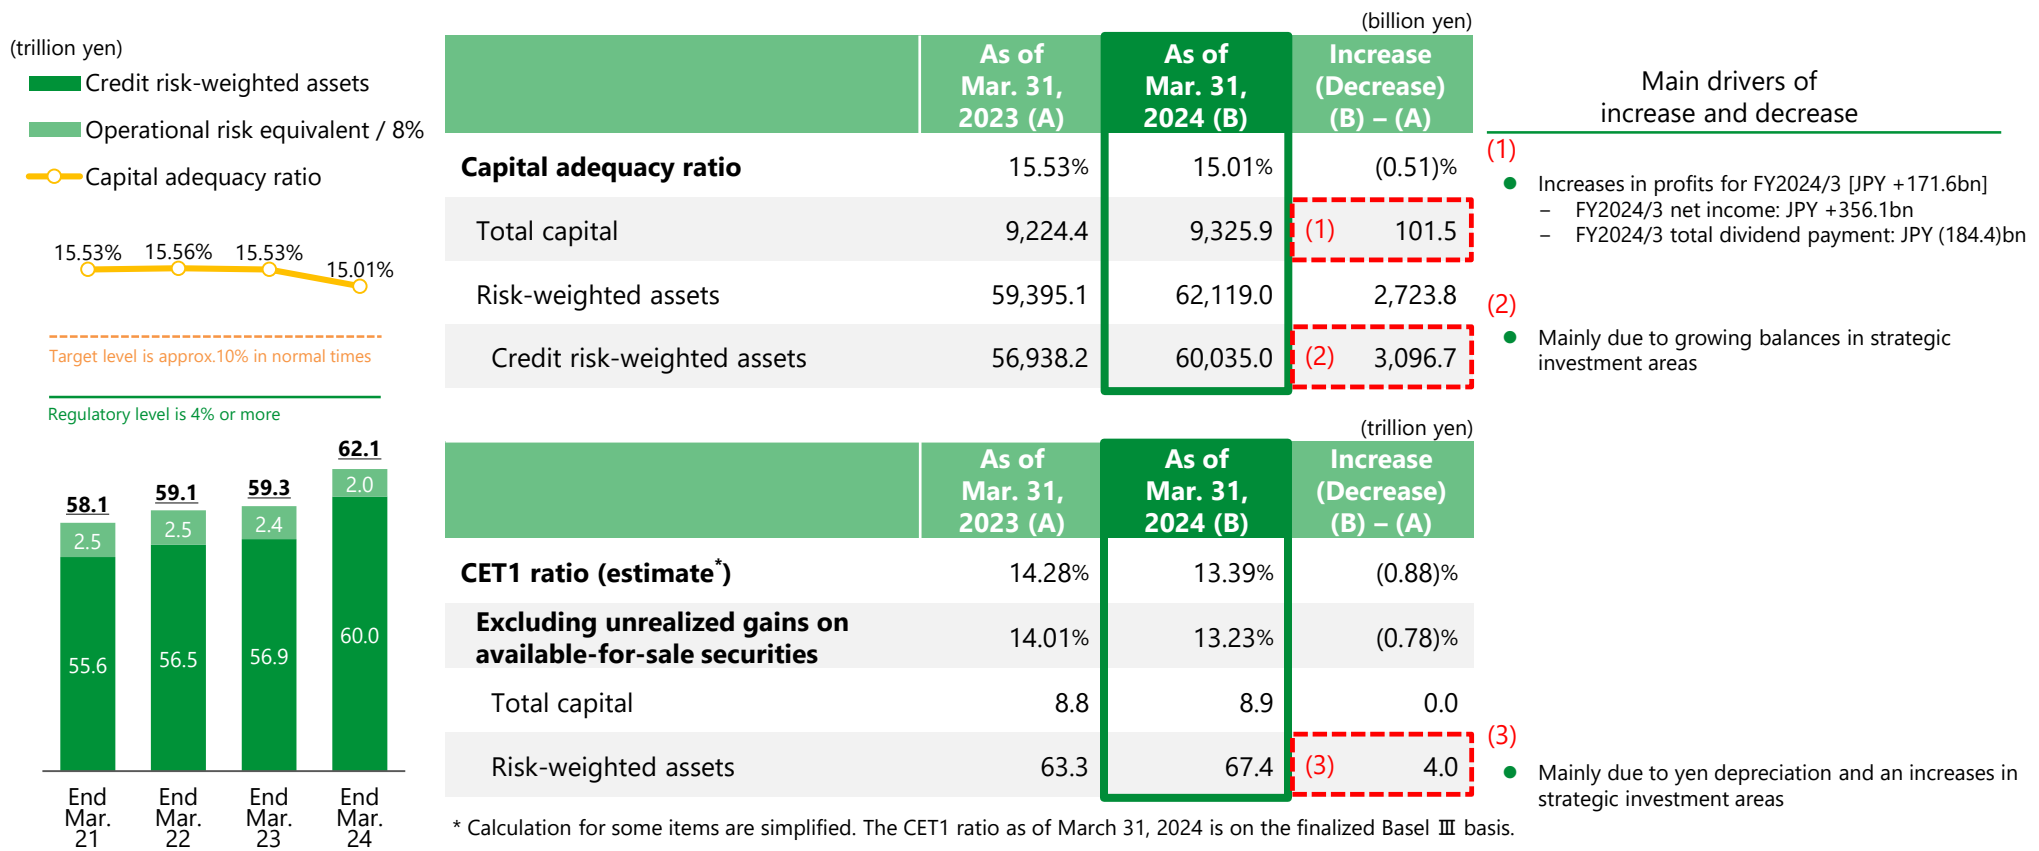 (trillion yen)
Credit risk-weighted assets
Operational risk equivalent / 8%
Capital adequacy ratio
15.53% 15.56% 15.53% 15.01%
Target level is approx.10% in normal times
Regulatory level is 4% or more
58.1 59.1 59.3 62.1
2.5 2.5 2.4 2.0
55.6 56.5 56.9 60.0
End Mar. 21
End Mar. 22
End Mar. 23
End Mar. 24
(billion yen)
As of Mar. 31, 2023 (A)
As of Mar. 31, 2024 (B)
Increase (Decrease) (B) – (A)
Capital adequacy ratio 15.53% 15.01% (0.51)%
Total capital 9,224.4 9,325.9 (1) 101.5
Risk-weighted assets 59,395.1 62,119.0 2,723.8
Credit risk-weighted assets 56,938.2 60,035.0 (2) 3,096.7
(trillion yen)
As of Mar. 31, 2023 (A)
As of Mar. 31, 2024 (B)
Increase (Decrease) (B) – (A)
CET1 ratio (estimate*) 14.28% 13.39% (0.88)%
Excluding unrealized gains on
available-for-sale securities 14.01% 13.23% (0.78)%
Total capital 8.8 8.9 0.0
Risk-weighted assets 63.3 67.4 (3) 4.0
* Calculation for some items are simplified. The CET1 ratio as of March 31, 2024 is on the finalized Basel Ⅲ basis.
Main drivers of
increase and decrease
(1)
● Increases in profits for FY2024/3 [JPY +171.6bn]
– FY2024/3 net income: JPY +356.1bn
– FY2024/3 total dividend payment: JPY (184.4)bn
(2)
● Mainly due to growing balances in strategic
investment areas
(3)
● Mainly due to yen depreciation and an increases in
strategic investment areas